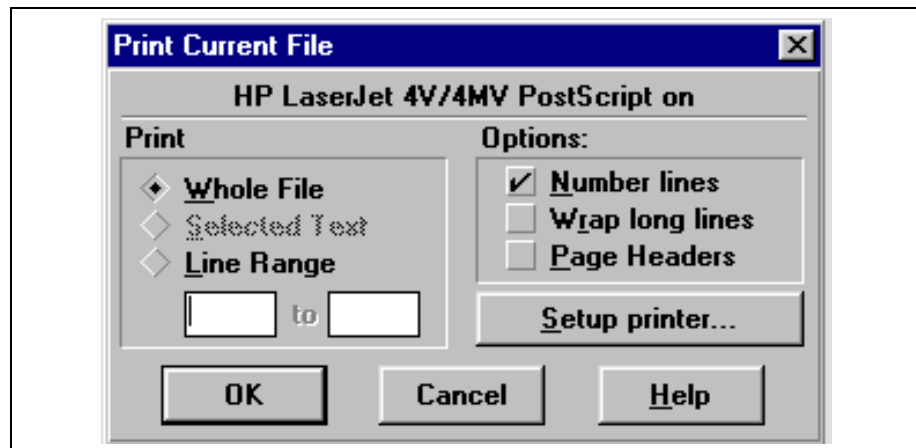 Print Current File
HP LaserJet 4V/4MV PostScript on
Print
Whole File
Selected Text
Line Range
to
Options:
Number lines
Wrap long lines
Page Headers
Setup printer...
OK
Cancel
Help